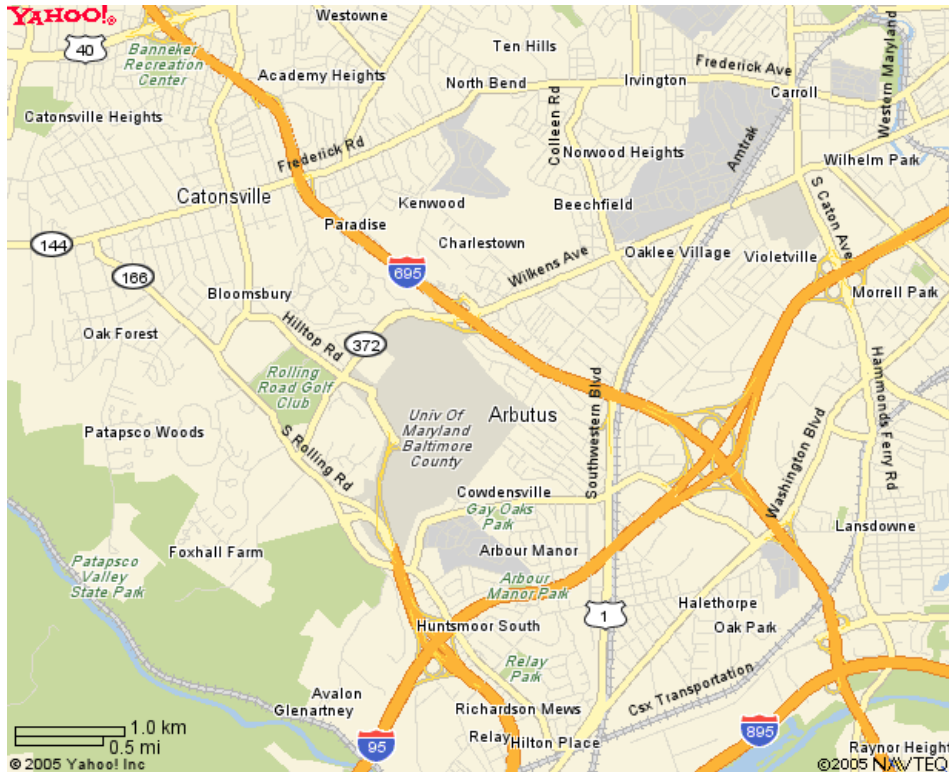 YAHOO!®
Westowne
40
Banneker
Recreation
Center
Ten Hills
Academy Heights
North Bend
Irvington
Frederick Ave
Carroll
Western Maryland
Catonsville Heights
Colleen Rd
Amtrak
Frederick Rd
Norwood Heights
Wilhelm Park
Catonsville
Kenwood
Beechfield
S Caton Ave
Paradise
Charlestown
144
Wilkens Ave
Oaklee Village
Violetville
166
695
Bloomsbury
Morrell Park
Oak Forest
Hilltop Rd
372
Rolling
Road Golf
Club
Hammonds Ferry Rd
Southwestern Blvd
Univ Of
Maryland
Baltimore
County
Arbutus
Patapsco Woods
S Rolling Rd
Washington Blvd
Cowdensville
Gay Oaks
Park
Lansdowne
Foxhall Farm
Arbour Manor
Patapsco
Valley
State Park
Arbour
Manor Park
1
Halethorpe
Huntsmoor South
Oak Park
Relay
Park
Csx Transportation
Avalon
Glenartney
Richardson Mews
1.0 km
0.5 mi
95
Relay
Hilton Place
895
Raynor Height
©2005 Yahoo! Inc
©2005 NAVTEQ